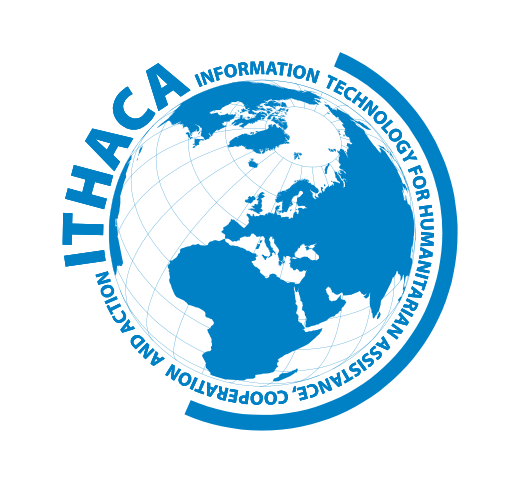 ITHACA
INFORMATION TECHNOLOGY FOR HUMANITARIAN ASSISTANCE, COOPERATION AND ACTION